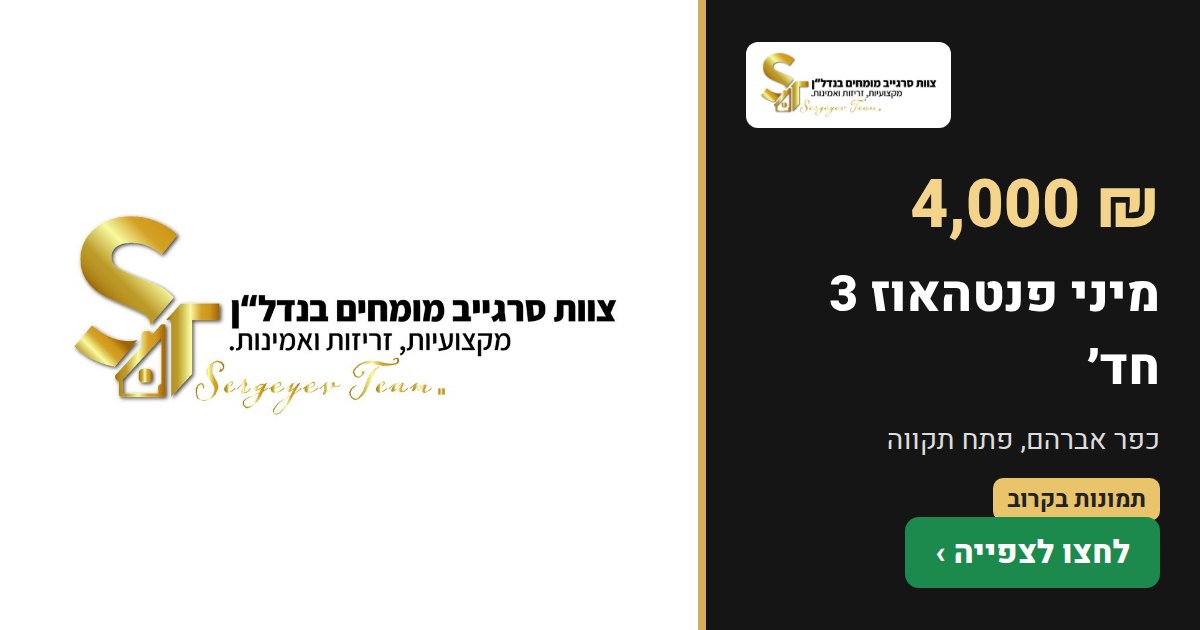 צוות סרגייב מומחים בנדל"ן
מקצועיות, זריזות ואמינות.
Sergeyev Team
צוות סרגייב מומחים בנדל"ן
מקצועיות, זריזות ואמינות.
Sergeyev Team
₪ 4,000
מיני פנטהאוז 3
חד׳
כפר אברהם, פתח תקווה
תמונות בקרוב
לחצו לצפייה ›